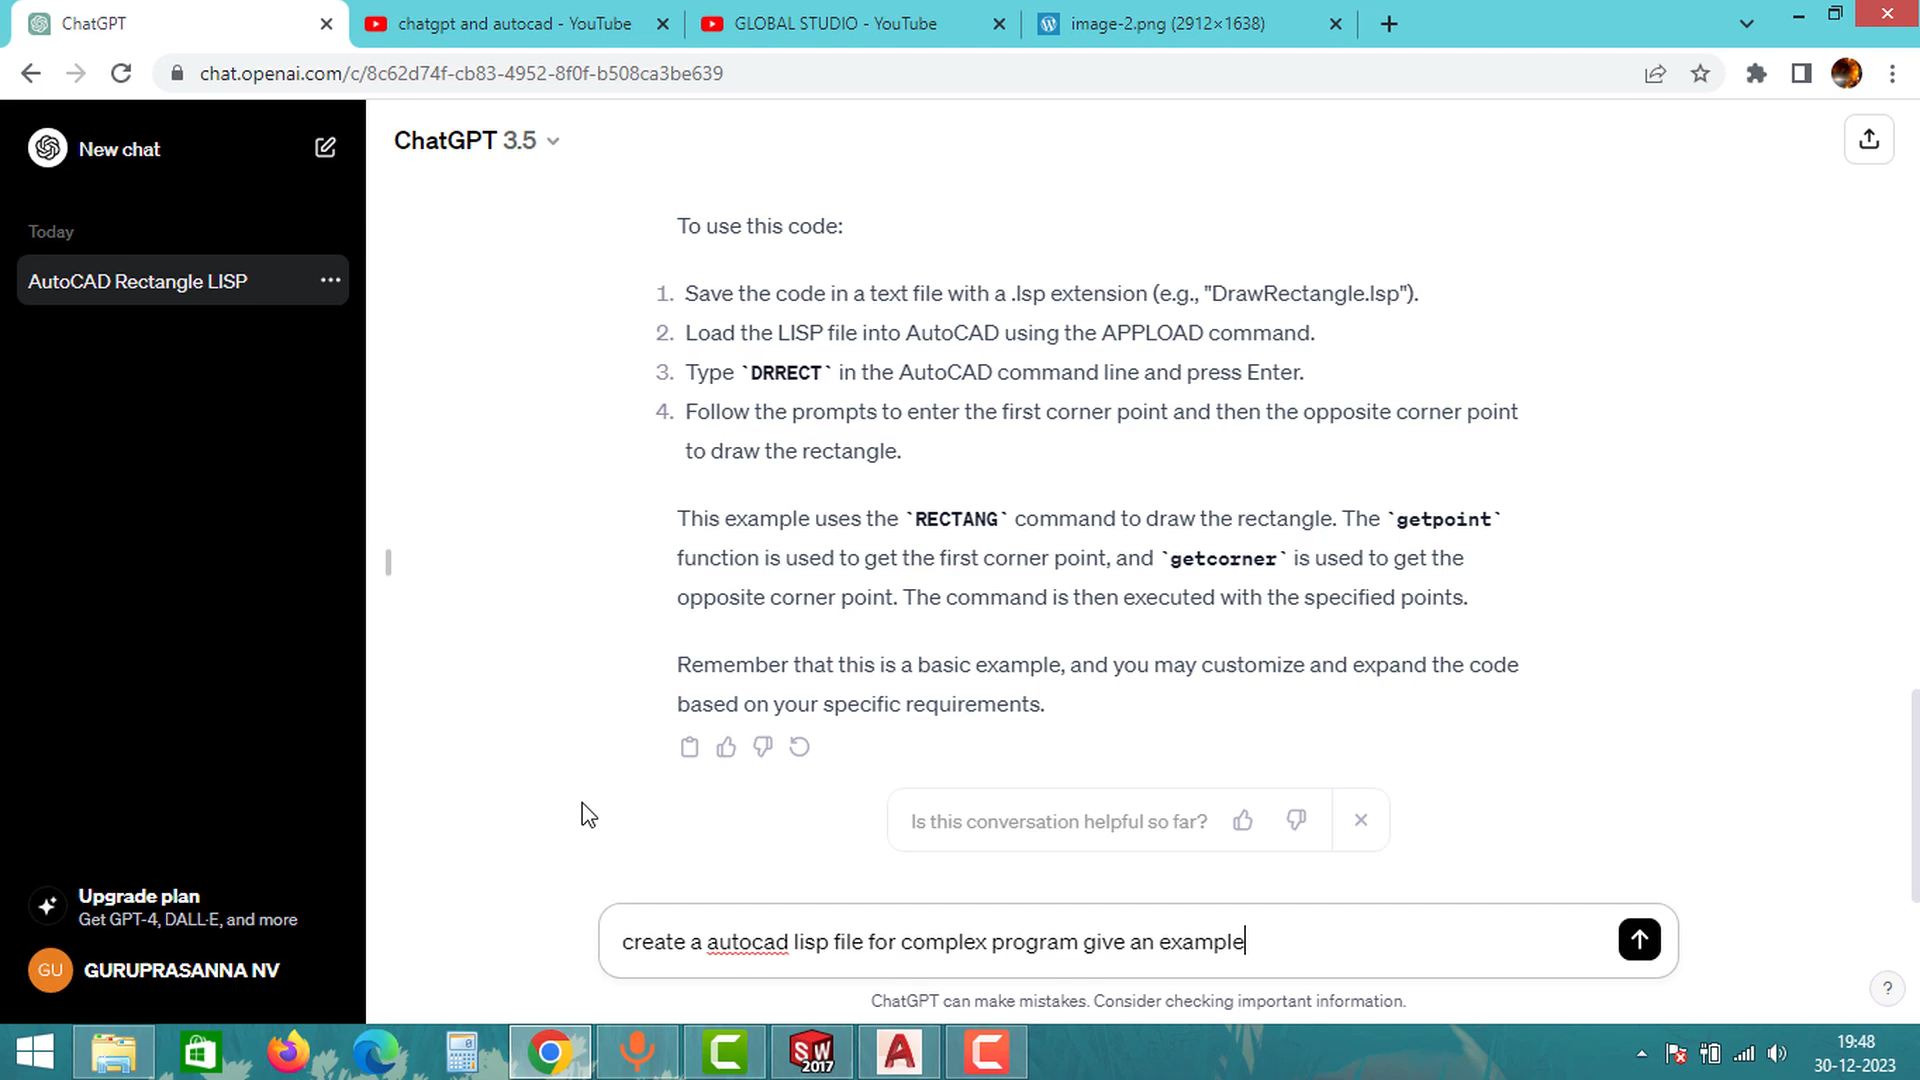 ChatGPT
chatgpt and autocad - YouTube
GLOBAL STUDIO - YouTube
image-2.png (2912×1638)
chat.openai.com/c/8c62d74f-cb83-4952-8f0f-b508ca3be639
New chat
ChatGPT 3.5
Today
AutoCAD Rectangle LISP
To use this code:
1. Save the code in a text file with a .lsp extension (e.g., "DrawRectangle.lsp").
2. Load the LISP file into AutoCAD using the APPLOAD command.
3. Type `DRRECT` in the AutoCAD command line and press Enter.
4. Follow the prompts to enter the first corner point and then the opposite corner point
to draw the rectangle.
This example uses the `RECTANG` command to draw the rectangle. The `getpoint`
function is used to get the first corner point, and `getcorner` is used to get the
opposite corner point. The command is then executed with the specified points.
Remember that this is a basic example, and you may customize and expand the code
based on your specific requirements.
Is this conversation helpful so far?
Upgrade plan
Get GPT-4, DALL·E, and more
GU GURUPRASANNA NV
create a autocad lisp file for complex program give an example
ChatGPT can make mistakes. Consider checking important information.
?
SW
2017
A
19:48
30-12-2023